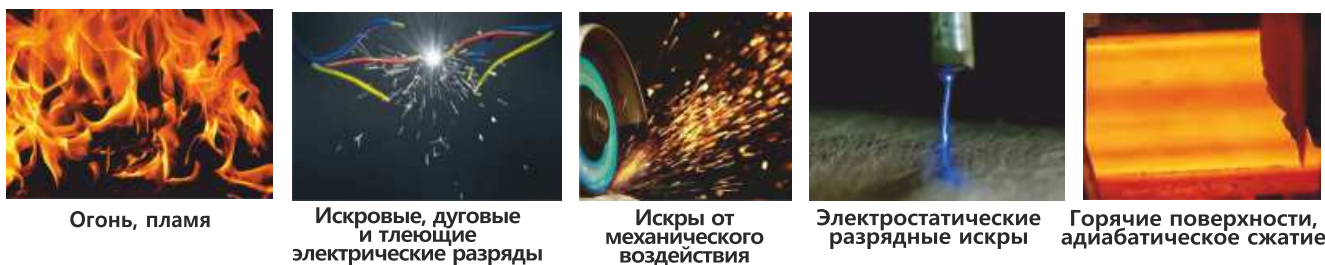 Огонь, пламя
Искровые, дуговые
и тлеющие
электрические разряды
Искры от
механического
воздействия
Электростатические
разрядные искры
Горячие поверхности,
адиабатическое сжатие